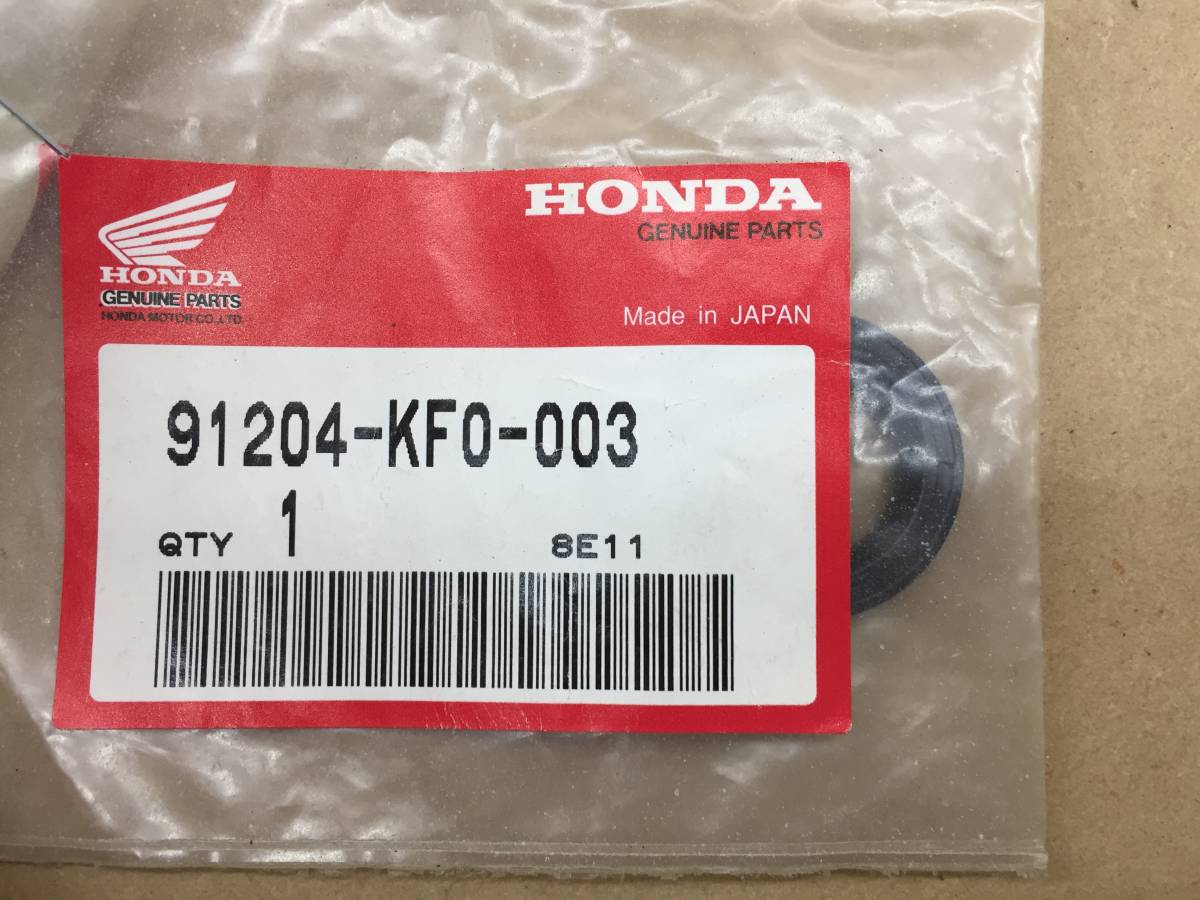 HONDA
GENUINE PARTS
HONDA
GENUINE PARTS
HONDA MOTOR CO.,LTD.
Made in JAPAN
91204-KF0-003
QTY 1 8E11